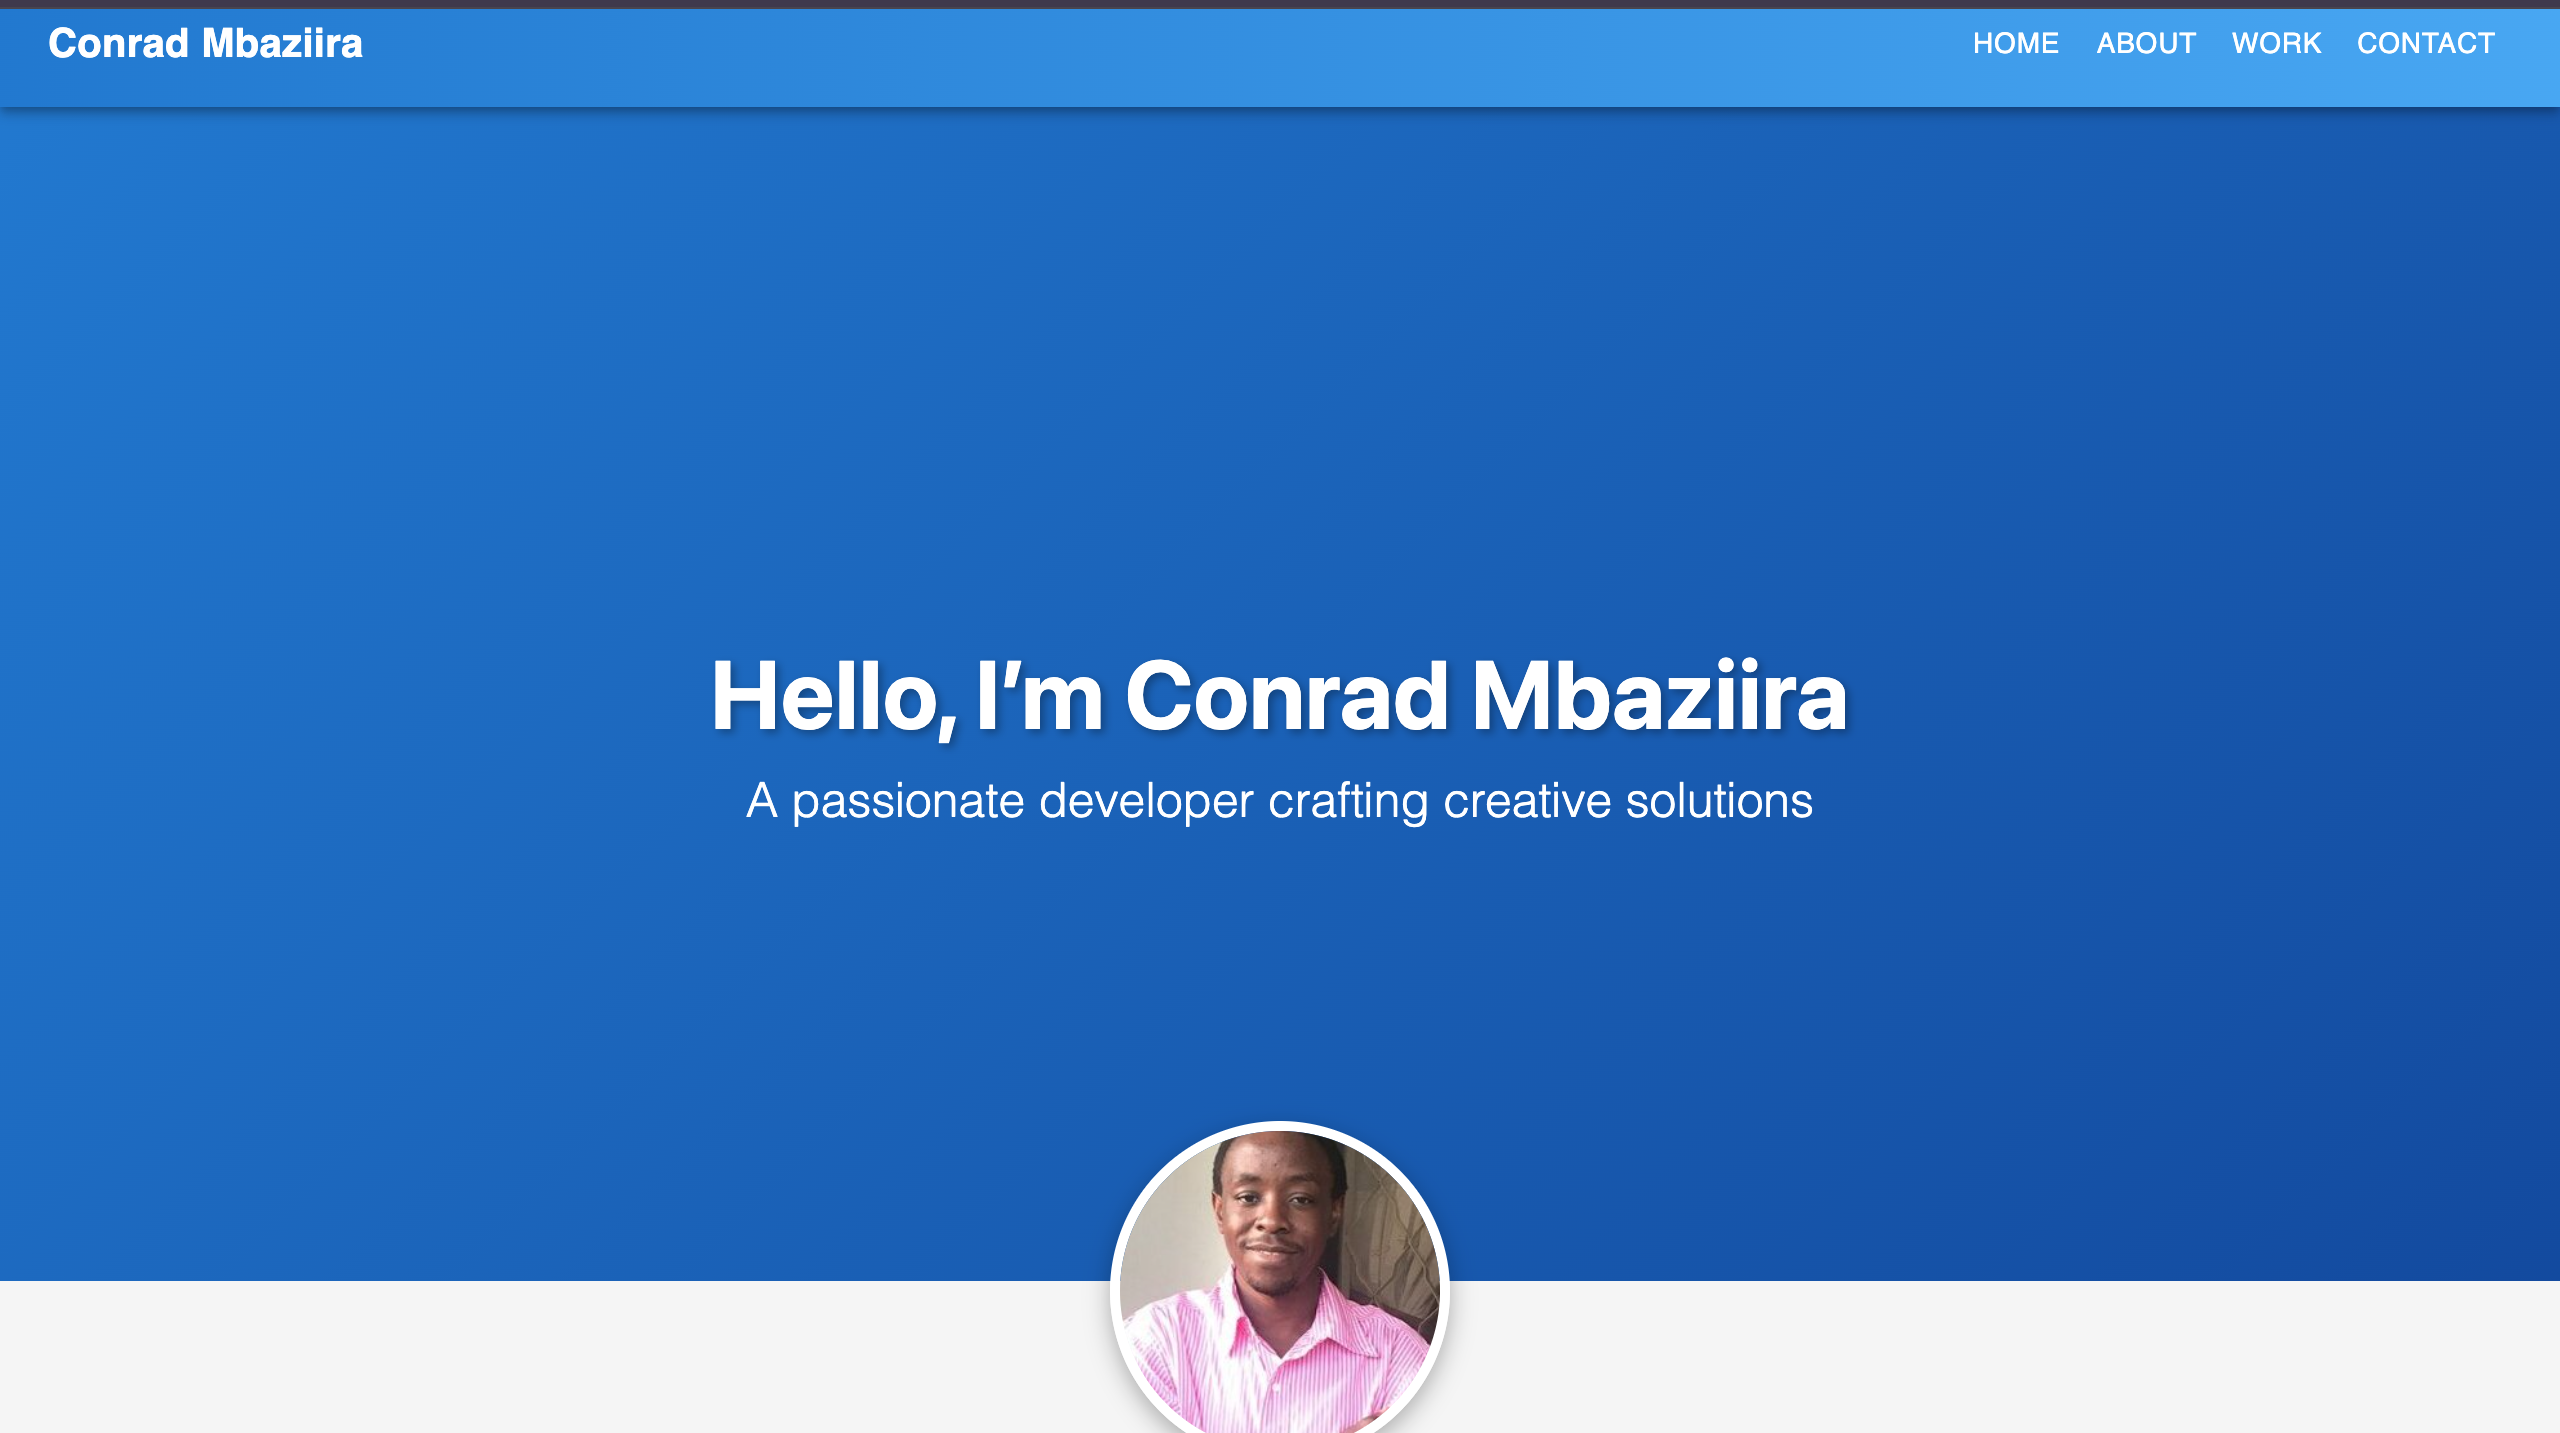 Conrad Mbaziira
HOME ABOUT WORK CONTACT
Hello, I’m Conrad Mbaziira
A passionate developer crafting creative solutions